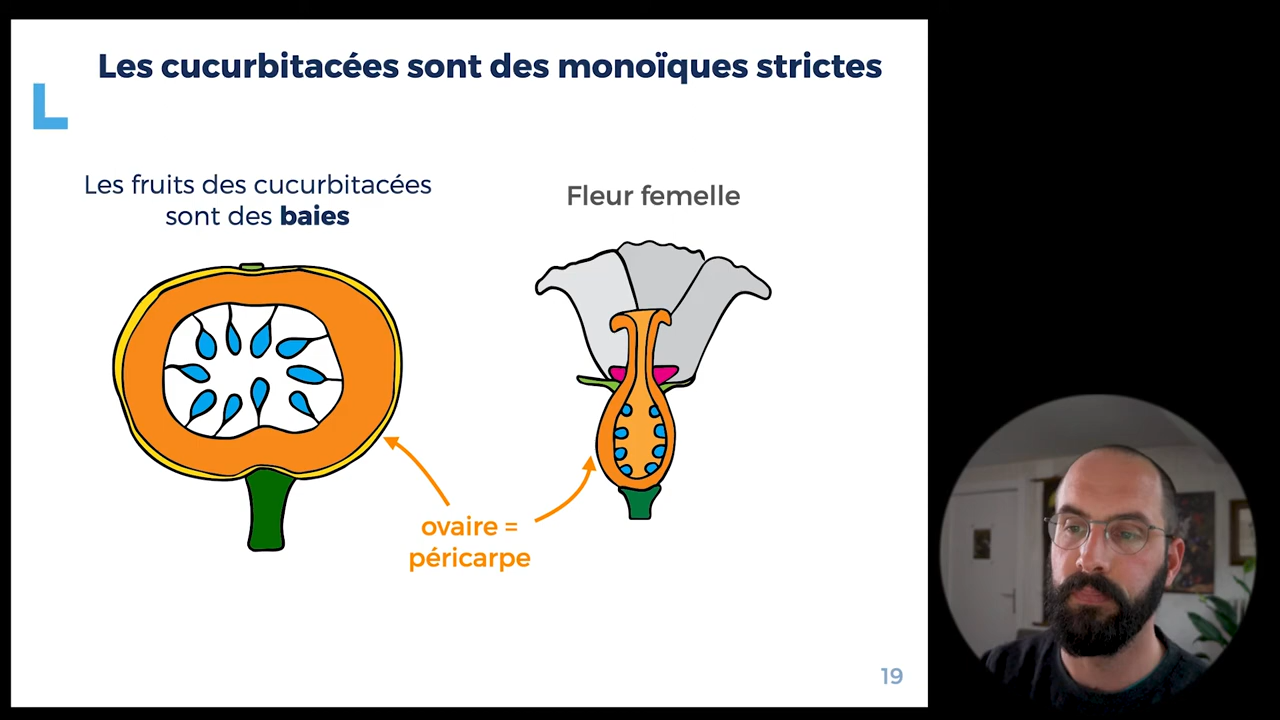 Les cucurbitacées sont des monoïques strictes
Les fruits des cucurbitacées
sont des baies
Fleur femelle
ovaire =
péricarpe
19